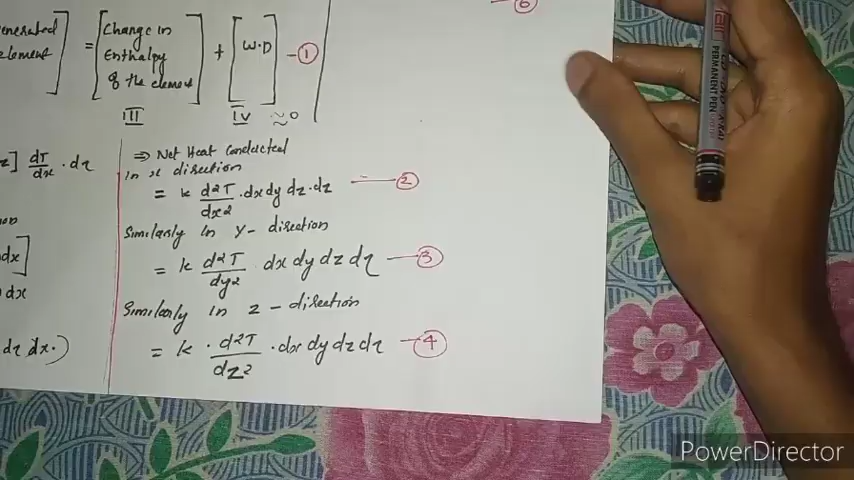 enerated
element
= [Change in
Enthalpy
of the element]
+ [W.D] - ①
III
IV ≈ 0
] dT/dx · dz
dx]
dx
dz dx.)
⇒ Net Heat conducted
In x direction
= k d²T/dx² · dx dy dz · dz — ②
Similarly In Y- direction
= k d²T/dy² · dx dy dz dz — ③
Similarly in z - direction
= k · d²T/dz² · dx dy dz dz — ④
- ⑥
PERMANENT PEN
PowerDirector